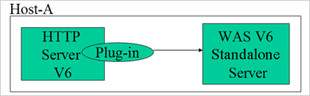 Host-A
HTTP
Server
V6
Plug-in
WAS V6
Standalone
Server